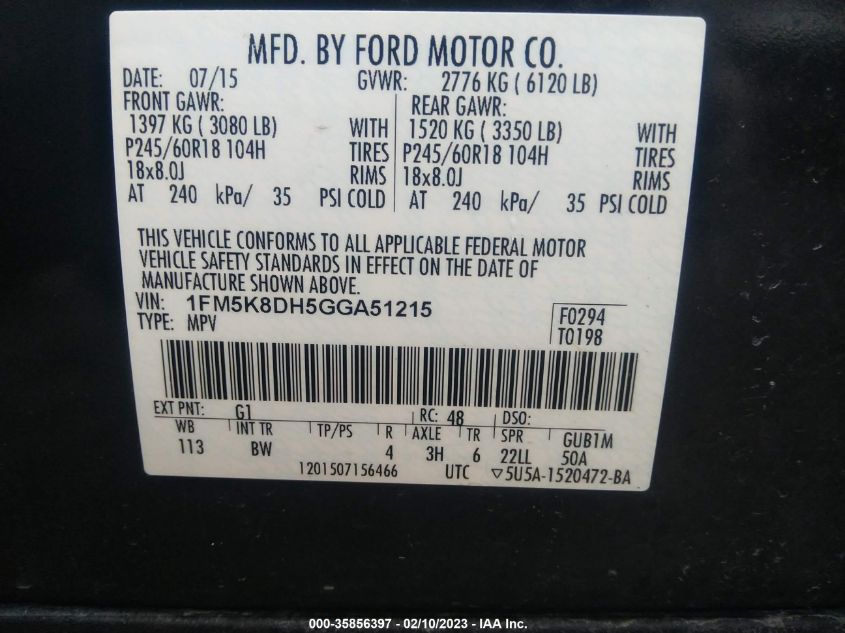 MFD. BY FORD MOTOR CO.
DATE: 07/15 GVWR: 2776 KG ( 6120 LB)
FRONT GAWR: REAR GAWR:
1397 KG ( 3080 LB) WITH 1520 KG ( 3350 LB) WITH
P245/60R18 104H TIRES P245/60R18 104H TIRES
18x8.0J RIMS 18x8.0J RIMS
AT 240 kPa/ 35 PSI COLD AT 240 kPa/ 35 PSI COLD
THIS VEHICLE CONFORMS TO ALL APPLICABLE FEDERAL MOTOR
VEHICLE SAFETY STANDARDS IN EFFECT ON THE DATE OF
MANUFACTURE SHOWN ABOVE.
VIN: 1FM5K8DH5GGA51215 F0294
TYPE: MPV T0198
EXT PNT: G1 RC: 48 DSO:
WB INT TR TP/PS R AXLE TR SPR GUB1M
113 BW 4 3H 6 22LL 50A
1201507156466 UTC ▽5U5A-1520472-BA
000-35856397 - 02/10/2023 - IAA Inc.